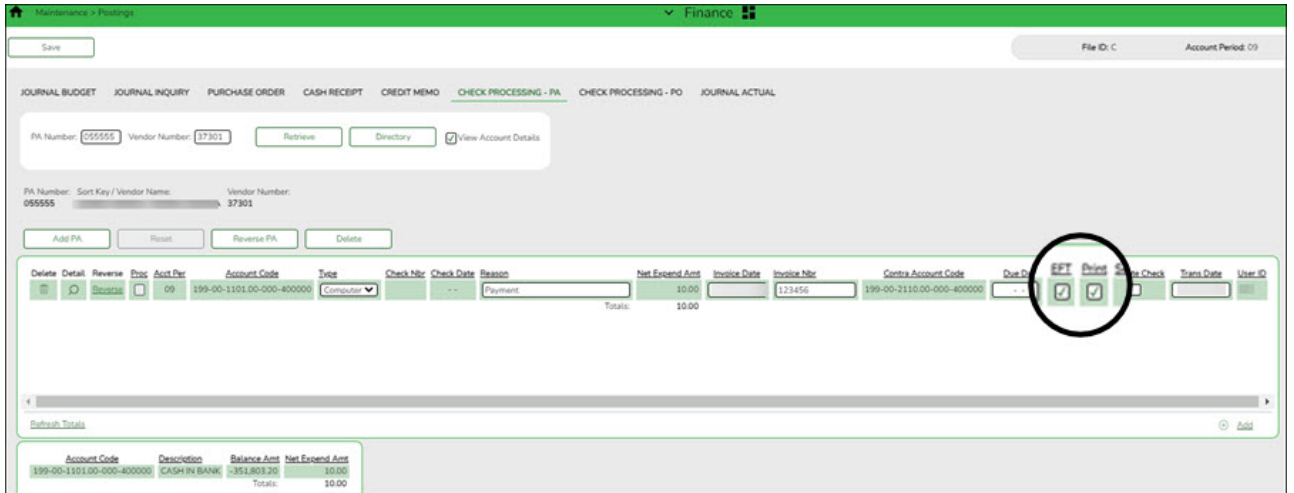 Maintenance > Postings
Finance
Save
File ID: C
Account Period: 09
JOURNAL BUDGET JOURNAL INQUIRY PURCHASE ORDER CASH RECEIPT CREDIT MEMO CHECK PROCESSING - PA CHECK PROCESSING - PO JOURNAL ACTUAL
PA Number: 055555 Vendor Number: 37301 Retrieve Directory View Account Details
PA Number: Sort Key / Vendor Name: Vendor Number:
055555 37301
Add PA Reset Reverse PA Delete
Delete Detail Reverse Proc Acct Per Account Code Type Check Nbr Check Date Reason Net Expend Amt Invoice Date Invoice Nbr Contra Account Code Due EFT Print Check Trans Date User ID
Reverse 09 199-00-1101.00-000-400000 Computer - - Payment 10.00 123456 199-00-2110.00-000-400000 - -
Totals: 10.00
Refresh Totals
Add
Account Code Description Balance Amt Net Expend Amt
199-00-1101.00-000-400000 CASH IN BANK -351,803.20 10.00
Totals: 10.00